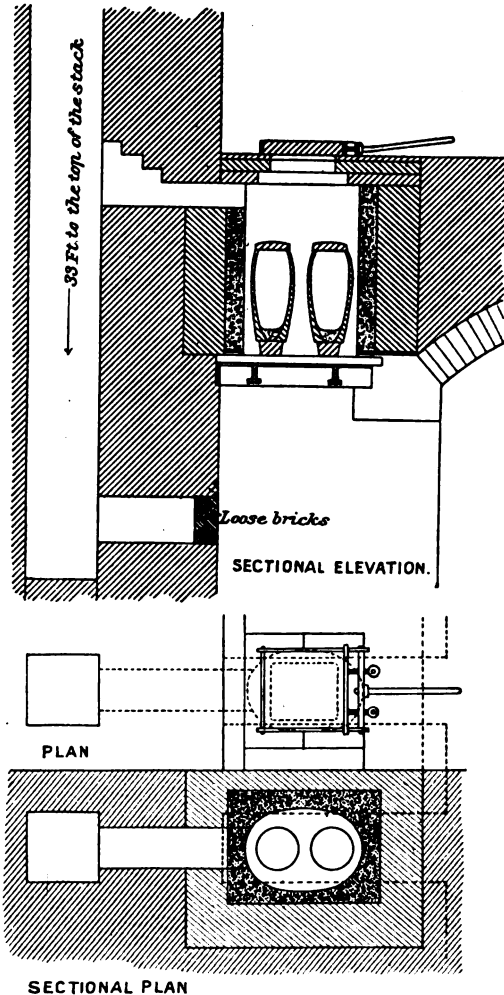 33 Ft to the top of the stack
Loose bricks
SECTIONAL ELEVATION.
PLAN
SECTIONAL PLAN